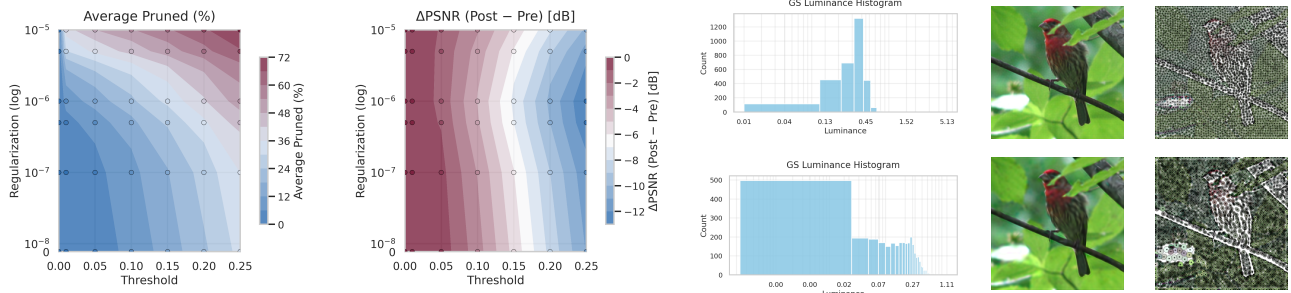 Average Pruned (%)
Regularization (log)
10⁻⁵
10⁻⁶
10⁻⁷
10⁻⁸
0
0.00 0.05 0.10 0.15 0.20 0.25
Threshold
72
60
48
36
24
12
0
Average Pruned (%)
ΔPSNR (Post − Pre) [dB]
Regularization (log)
10⁻⁵
10⁻⁶
10⁻⁷
10⁻⁸
0
0.00 0.05 0.10 0.15 0.20 0.25
Threshold
0
−2
−4
−6
−8
−10
−12
ΔPSNR (Post − Pre) [dB]
GS Luminance Histogram
Count
1200
1000
800
600
400
200
0
0.01 0.04 0.13 0.45 1.52 5.13
Luminance
GS Luminance Histogram
Count
500
400
300
200
100
0
0.00 0.00 0.02 0.07 0.27 1.11
Luminance